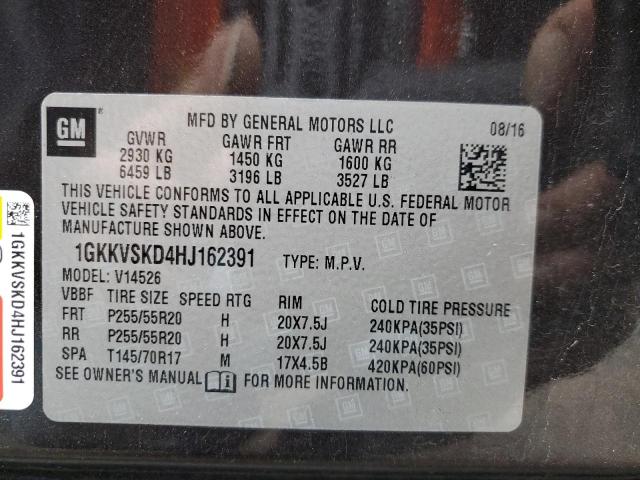 GM ®
MFD BY GENERAL MOTORS LLC 08/16
GVWR GAWR FRT GAWR RR
2930 KG 1450 KG 1600 KG
6459 LB 3196 LB 3527 LB
THIS VEHICLE CONFORMS TO ALL APPLICABLE U.S. FEDERAL MOTOR
VEHICLE SAFETY STANDARDS IN EFFECT ON THE DATE OF
MANUFACTURE SHOWN ABOVE.
1GKKVSKD4HJ162391 TYPE: M.P.V.
MODEL: V14526
VBBF TIRE SIZE SPEED RTG RIM COLD TIRE PRESSURE
FRT P255/55R20 H 20X7.5J 240KPA(35PSI)
RR P255/55R20 H 20X7.5J 240KPA(35PSI)
SPA T145/70R17 M 17X4.5B 420KPA(60PSI)
SEE OWNER'S MANUAL FOR MORE INFORMATION.
1GKKVSKD4HJ162391